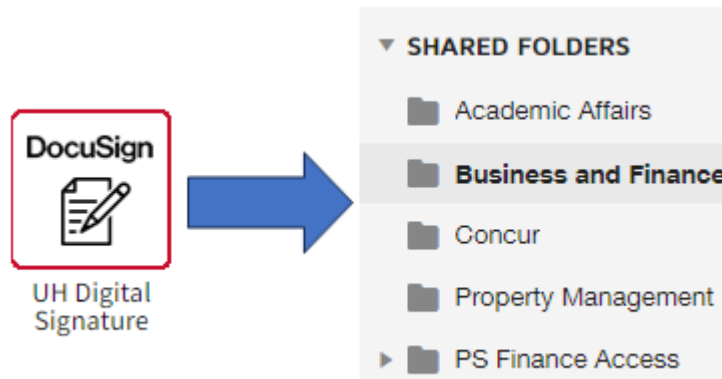 DocuSign
UH Digital
Signature
SHARED FOLDERS
Academic Affairs
Business and Finance
Concur
Property Management
PS Finance Access